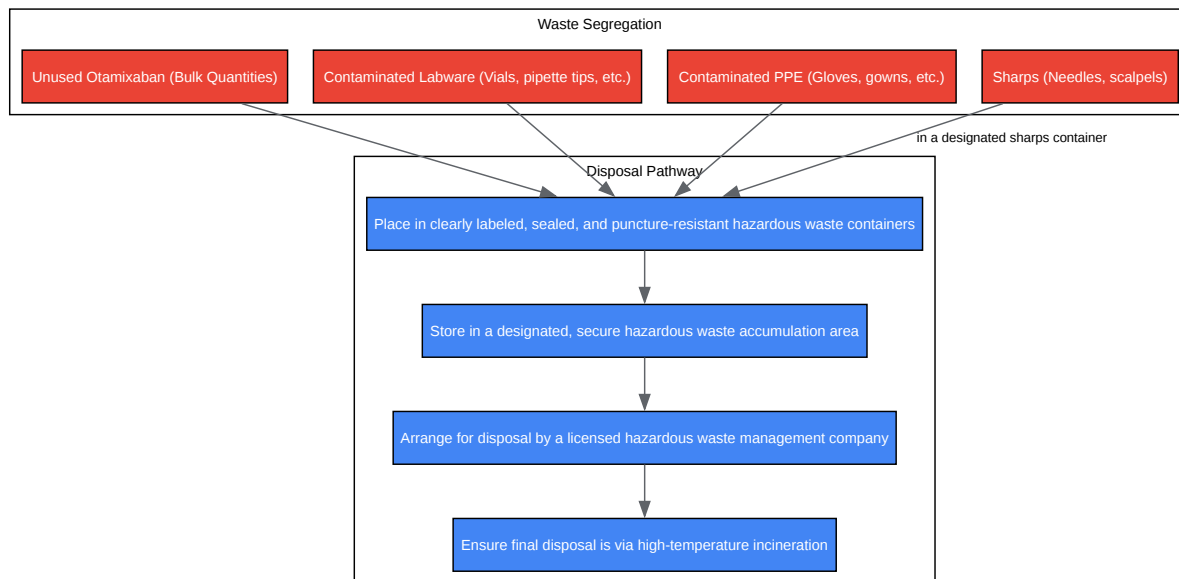 Waste Segregation
Unused Otamixaban (Bulk Quantities)
Contaminated Labware (Vials, pipette tips, etc.)
Contaminated PPE (Gloves, gowns, etc.)
Sharps (Needles, scalpels)
in a designated sharps container
Disposal Pathway
Place in clearly labeled, sealed, and puncture-resistant hazardous waste containers
Store in a designated, secure hazardous waste accumulation area
Arrange for disposal by a licensed hazardous waste management company
Ensure final disposal is via high-temperature incineration